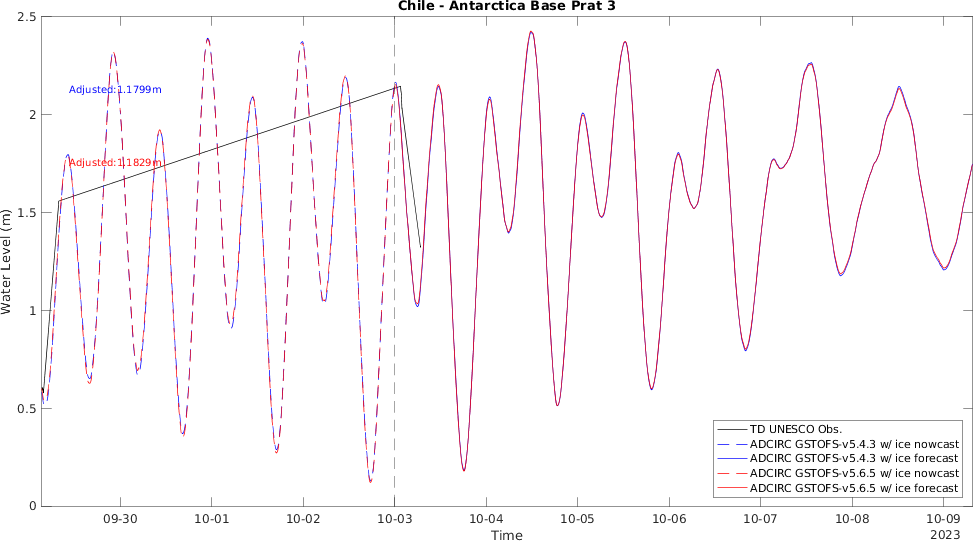 Chile - Antarctica Base Prat 3
Water Level (m)
2.5
2
1.5
1
0.5
0
Adjusted:1.1799m
Adjusted:1.1829m
TD UNESCO Obs.
ADCIRC GSTOFS-v5.4.3 w/ ice nowcast
ADCIRC GSTOFS-v5.4.3 w/ ice forecast
ADCIRC GSTOFS-v5.6.5 w/ ice nowcast
ADCIRC GSTOFS-v5.6.5 w/ ice forecast
09-30 10-01 10-02 10-03 10-04 10-05 10-06 10-07 10-08 10-09
2023
Time